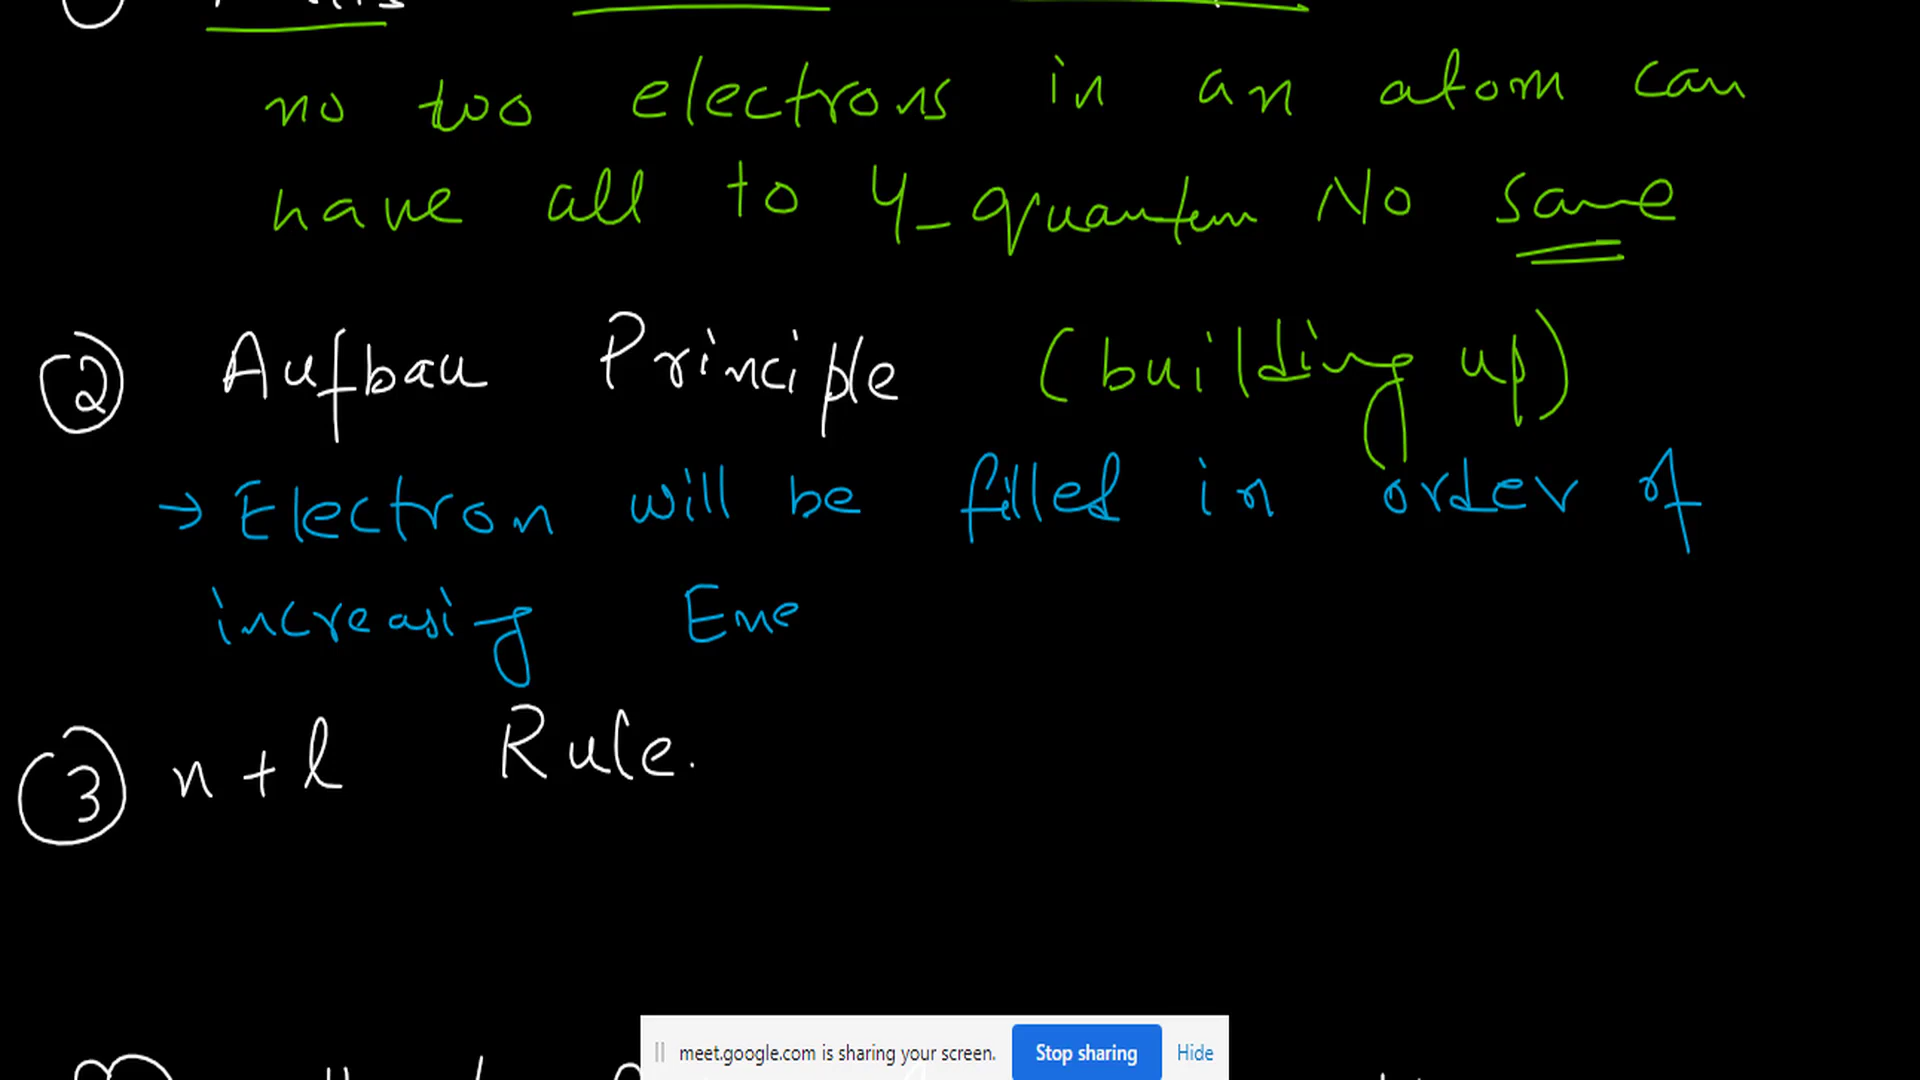 no two electrons in an atom can
have all to 4-quantum No same
② Aufbau Principle (building up)
→ Electron will be filled in order of
increasing Ene
③ n + l Rule.
meet.google.com is sharing your screen. Stop sharing Hide